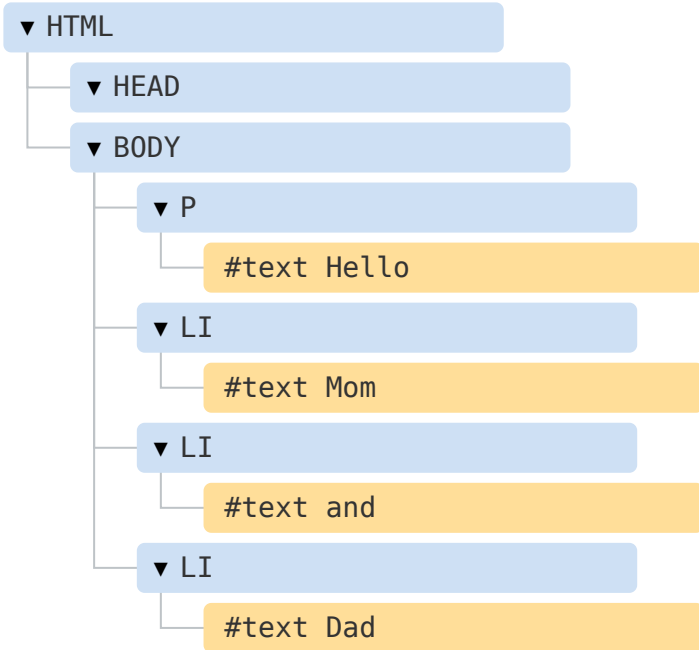 ▼ HTML
▼ HEAD
▼ BODY
▼ P
#text Hello
▼ LI
#text Mom
▼ LI
#text and
▼ LI
#text Dad